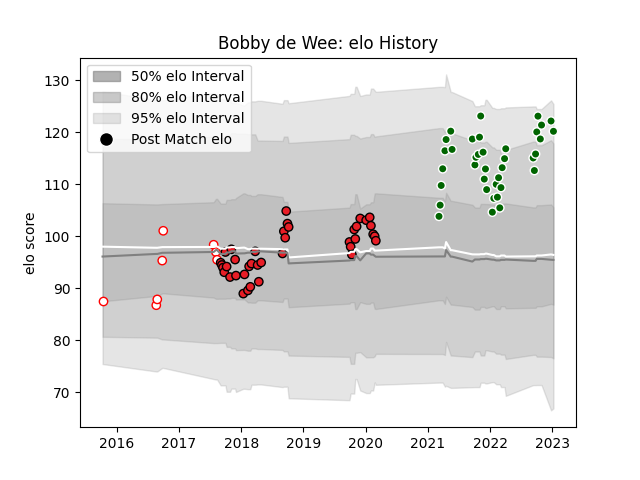 Bobby de Wee: elo History
50% elo Interval
80% elo Interval
95% elo Interval
Post Match elo
elo score
130
120
110
100
90
80
70
2016 2017 2018 2019 2020 2021 2022 2023